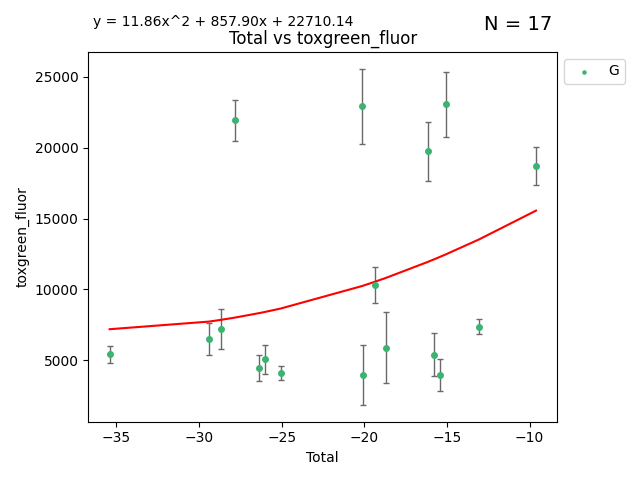 y = 11.86x^2 + 857.90x + 22710.14
N = 17
Total vs toxgreen_fluor
G
25000
20000
15000
10000
5000
toxgreen_fluor
−35
−30
−25
−20
−15
−10
Total